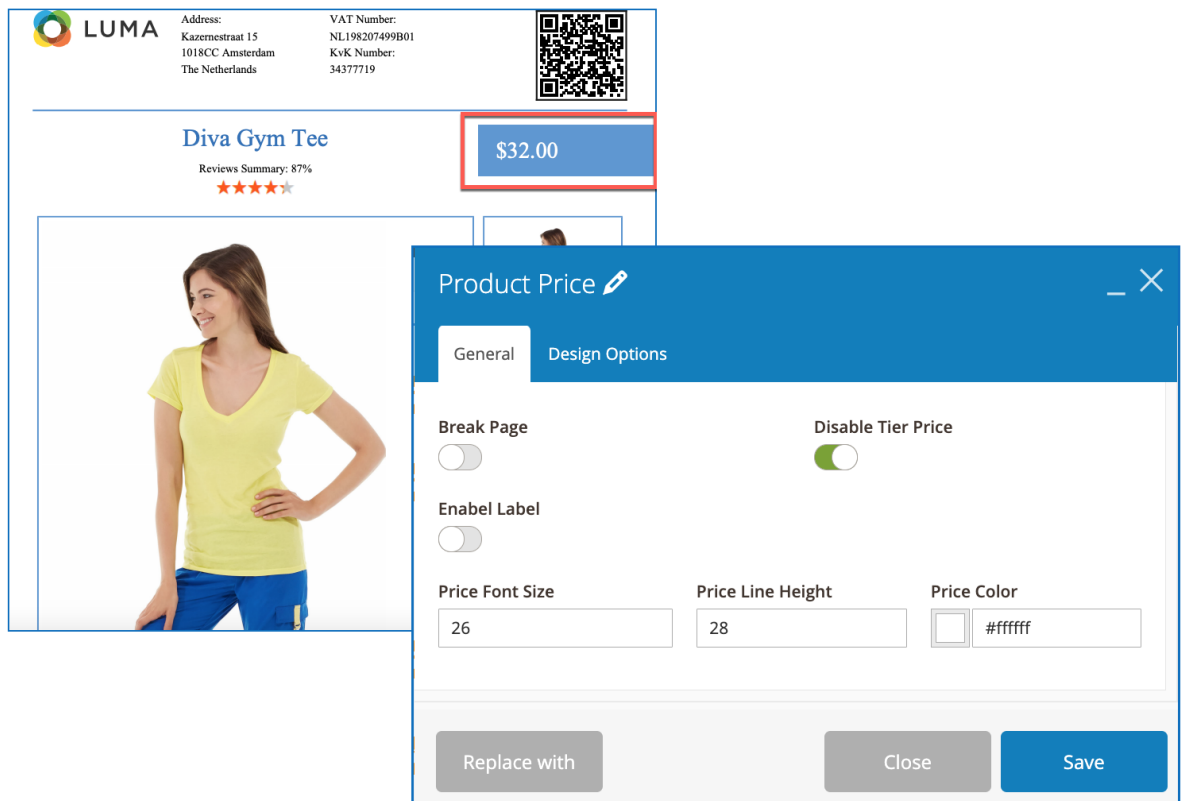 LUMA
Address:
Kazernestraat 15
1018CC Amsterdam
The Netherlands
VAT Number:
NL198207499B01
KvK Number:
34377719
Diva Gym Tee
Reviews Summary: 87%
$32.00
Product Price
General
Design Options
Break Page
Disable Tier Price
Enabel Label
Price Font Size
Price Line Height
Price Color
26
28
#ffffff
Replace with
Close
Save